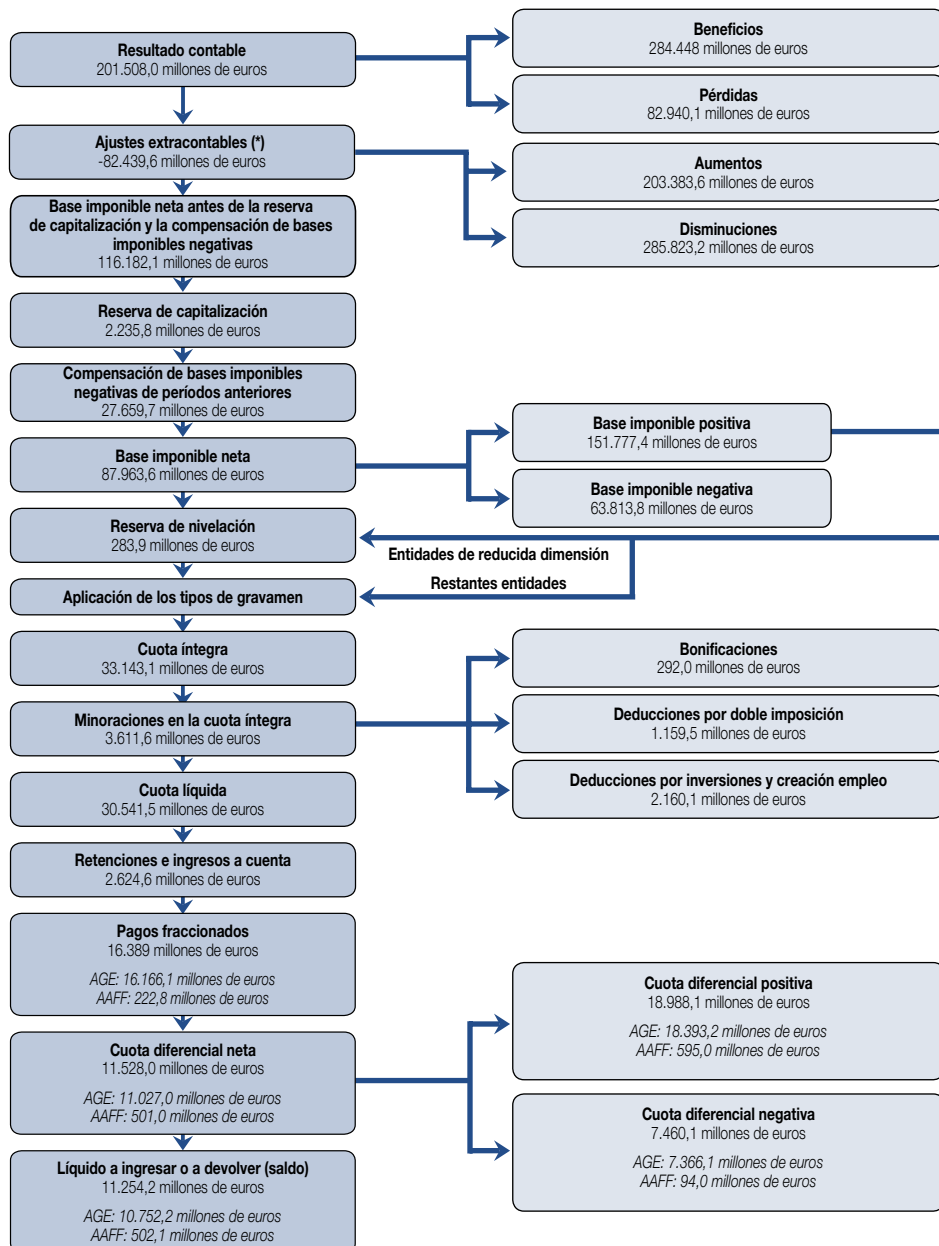 Resultado contable
201.508,0 millones de euros
Beneficios
284.448 millones de euros
Pérdidas
82.940,1 millones de euros
Ajustes extracontables (*)
-82.439,6 millones de euros
Aumentos
203.383,6 millones de euros
Disminuciones
285.823,2 millones de euros
Base imponible neta antes de la reserva
de capitalización y la compensación de bases
imponibles negativas
116.182,1 millones de euros
Reserva de capitalización
2.235,8 millones de euros
Compensación de bases imponibles
negativas de períodos anteriores
27.659,7 millones de euros
Base imponible neta
87.963,6 millones de euros
Base imponible positiva
151.777,4 millones de euros
Base imponible negativa
63.813,8 millones de euros
Reserva de nivelación
283,9 millones de euros
Entidades de reducida dimensión
Restantes entidades
Aplicación de los tipos de gravamen
Cuota íntegra
33.143,1 millones de euros
Minoraciones en la cuota íntegra
3.611,6 millones de euros
Bonificaciones
292,0 millones de euros
Deducciones por doble imposición
1.159,5 millones de euros
Deducciones por inversiones y creación empleo
2.160,1 millones de euros
Cuota líquida
30.541,5 millones de euros
Retenciones e ingresos a cuenta
2.624,6 millones de euros
Pagos fraccionados
16.389 millones de euros
AGE: 16.166,1 millones de euros
AAFF: 222,8 millones de euros
Cuota diferencial neta
11.528,0 millones de euros
AGE: 11.027,0 millones de euros
AAFF: 501,0 millones de euros
Cuota diferencial positiva
18.988,1 millones de euros
AGE: 18.393,2 millones de euros
AAFF: 595,0 millones de euros
Cuota diferencial negativa
7.460,1 millones de euros
AGE: 7.366,1 millones de euros
AAFF: 94,0 millones de euros
Líquido a ingresar o a devolver (saldo)
11.254,2 millones de euros
AGE: 10.752,2 millones de euros
AAFF: 502,1 millones de euros